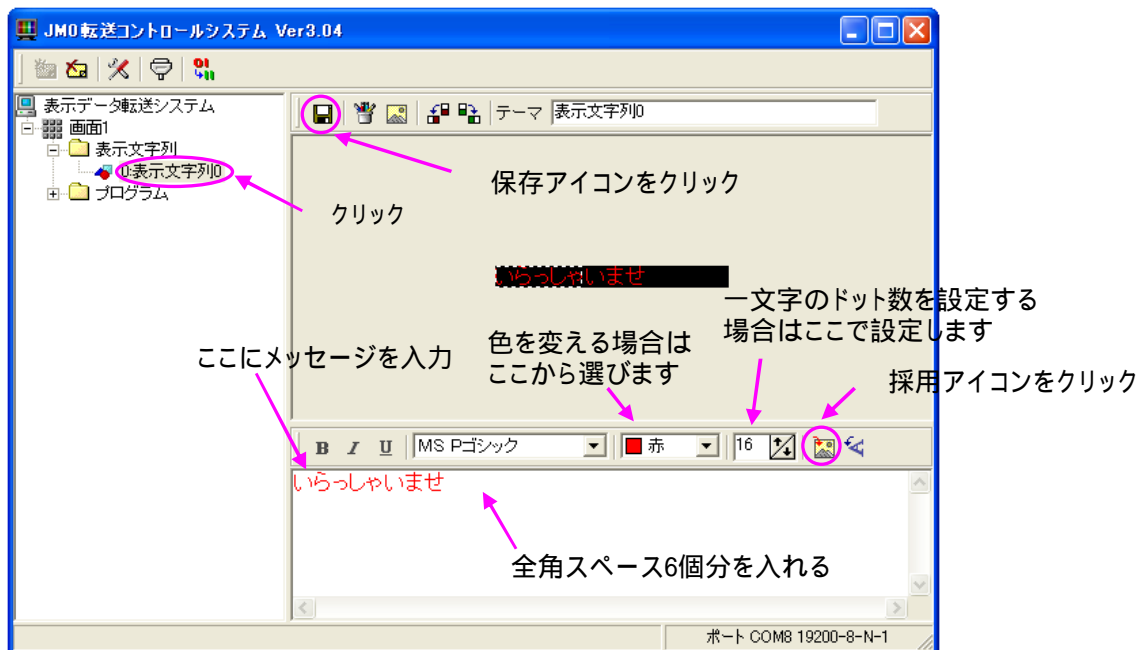 JMO転送コントロールシステム Ver3.04
表示データ転送システム
画面1
表示文字列
0:表示文字列0
プログラム
テーマ 表示文字列0
保存アイコンをクリック
クリック
いらっしゃいませ
一文字のドット数を設定する
場合はここで設定します
色を変える場合は
ここから選びます
ここにメッセージを入力
採用アイコンをクリック
B I U MS Pゴシック 赤 16
いらっしゃいませ
全角スペース6個分を入れる
ポート COM8 19200-8-N-1